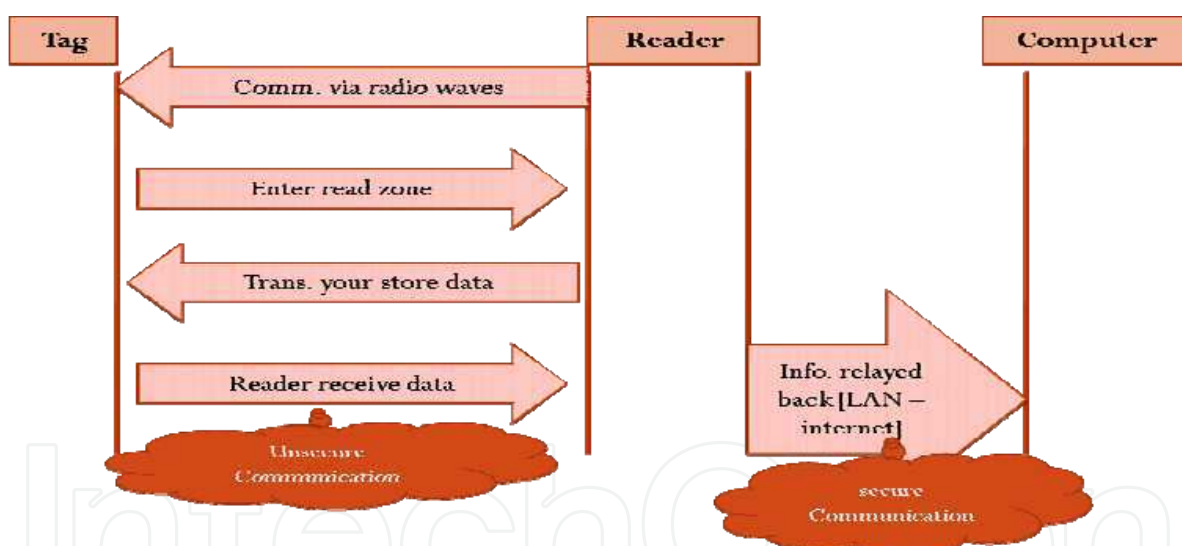 Tag
Reader
Computer
Comm. via radio waves
Enter read zone
Trans. your store data
Reader receive data
Info. relayed
back [LAN –
internet]
Unsecure
Communication
secure
Communication
IntechOpen